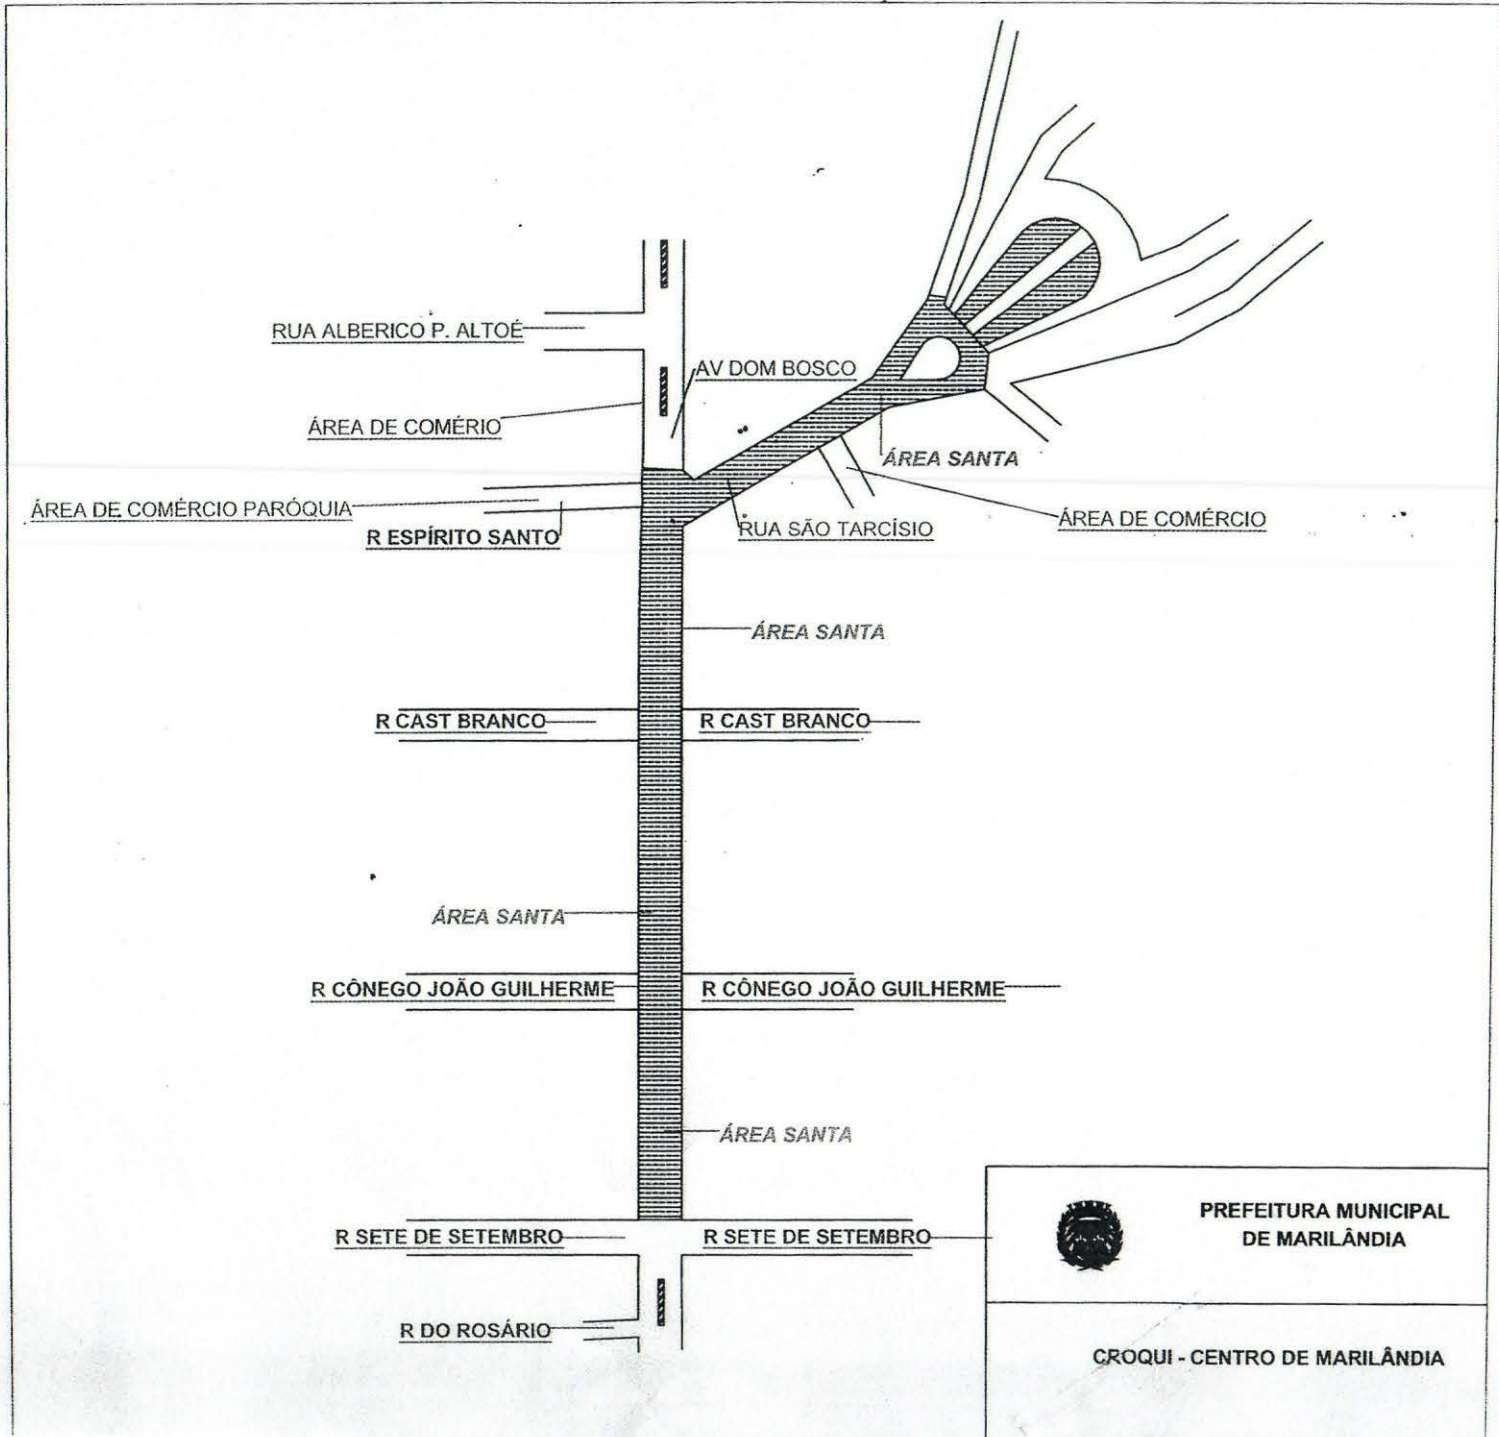 RUA ALBERICO P. ALTOÉ
AV DOM BOSCO
ÁREA DE COMÉRIO
ÁREA SANTA
ÁREA DE COMÉRCIO PARÓQUIA
R ESPÍRITO SANTO
RUA SÃO TARCÍSIO
ÁREA DE COMÉRCIO
ÁREA SANTA
R CAST BRANCO
R CAST BRANCO
ÁREA SANTA
R CÔNEGO JOÃO GUILHERME
R CÔNEGO JOÃO GUILHERME
ÁREA SANTA
R SETE DE SETEMBRO
R SETE DE SETEMBRO
R DO ROSÁRIO
PREFEITURA MUNICIPAL
DE MARILÂNDIA
CROQUI - CENTRO DE MARILÂNDIA